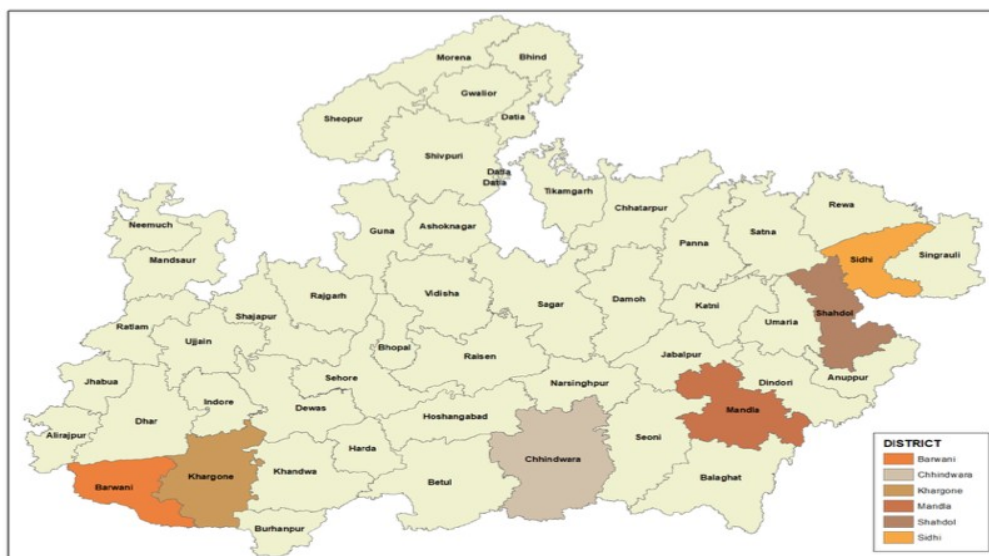 Morena
Bhind
Gwalior
Sheopur
Datia
Shivpuri
Datia
Datia
Tikamgarh
Chhatarpur
Rewa
Neemuch
Guna
Ashoknagar
Panna
Satna
Mandsaur
Sidhi
Singrauli
Rajgarh
Vidisha
Sagar
Damoh
Katni
Shahdol
Ratlam
Shajapur
Umaria
Ujjain
Bhopal
Raisen
Jabalpur
Jhabua
Sehore
Narsinghpur
Dindori
Anuppur
Indore
Dewas
Hoshangabad
Mandla
Alirajpur
Dhar
Harda
Seoni
Khargone
Khandwa
Chhindwara
Betul
Balaghat
Barwani
Burhanpur
DISTRICT
Barwani
Chhindwara
Khargone
Mandla
Shahdol
Sidhi